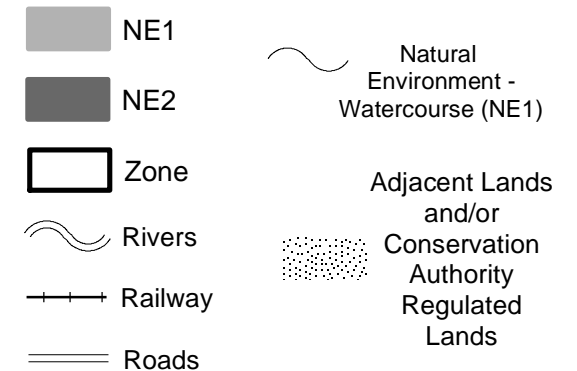 NE1
NE2
Zone
Rivers
Railway
Roads
Natural
Environment -
Watercourse (NE1)
Adjacent Lands
and/or
Conservation
Authority
Regulated
Lands